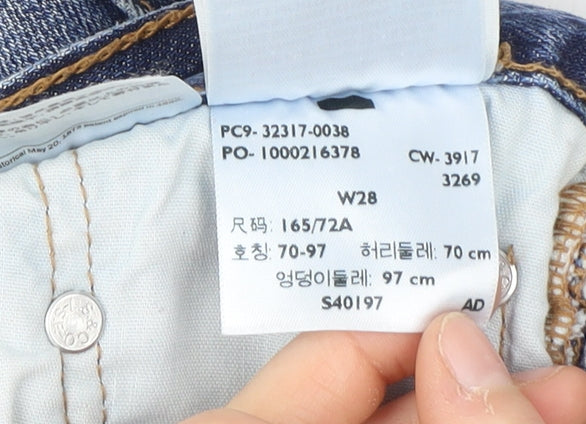 PC9- 32317-0038
PO- 1000216378
CW- 3917
3269
W28
尺码: 165/72A
호칭: 70-97 허리둘레: 70 cm
엉덩이둘레: 97 cm
S40197 AD